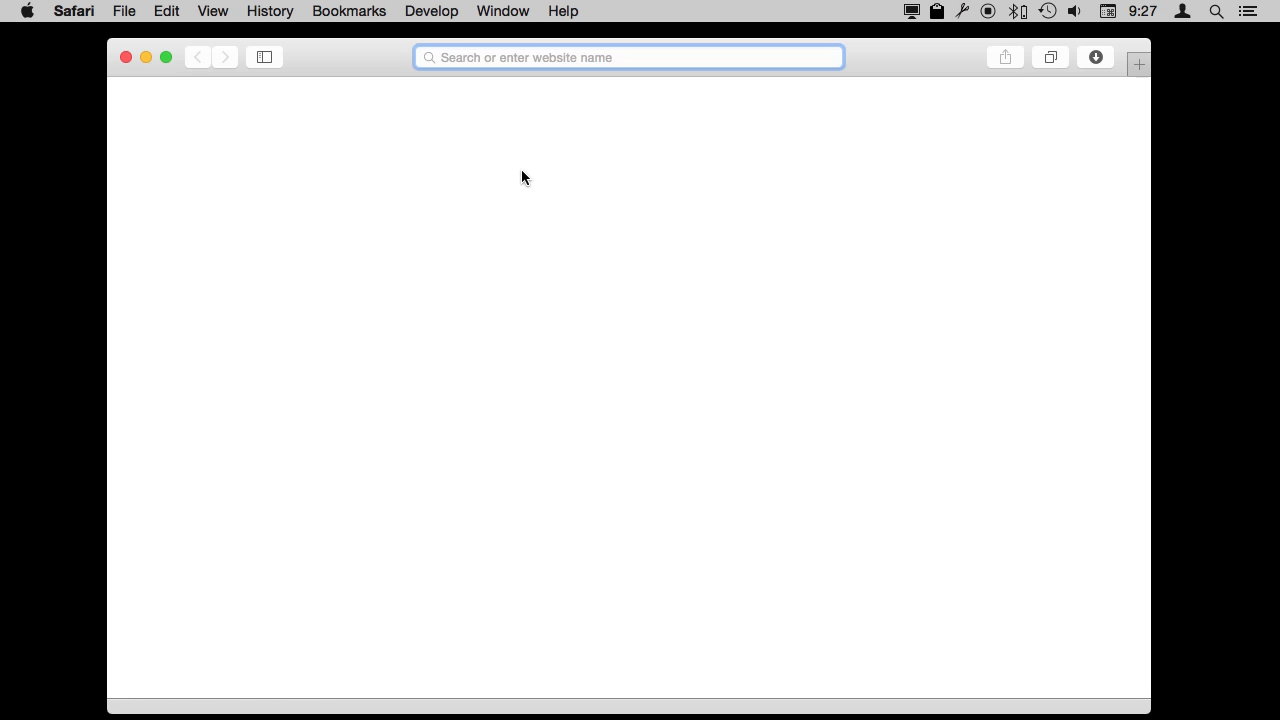 Safari File Edit View History Bookmarks Develop Window Help 9:27
Search or enter website name